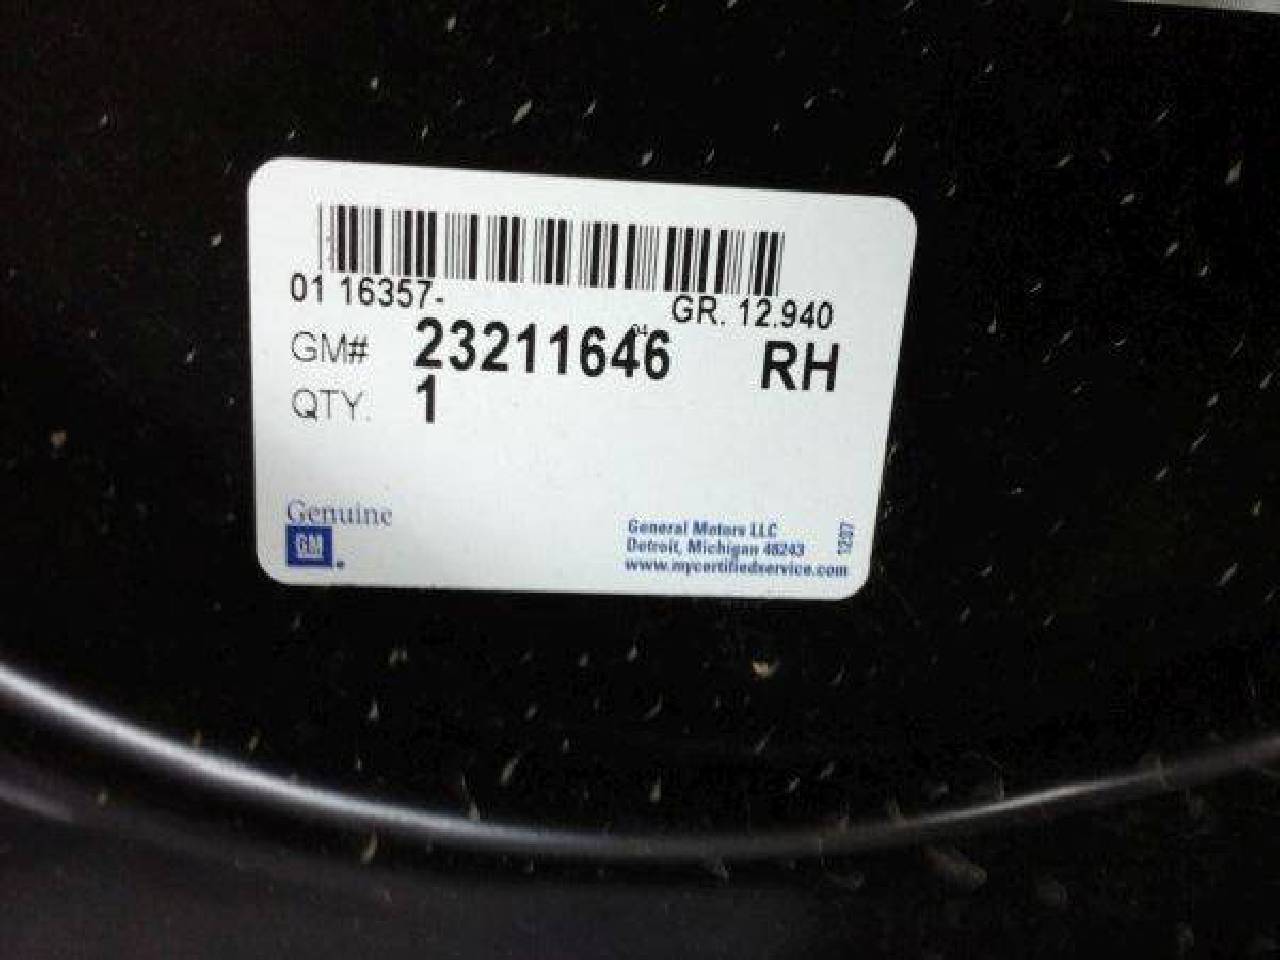 01 16357-
GR. 12.940
GM# 23211646 RH
QTY. 1
Genuine
GM
General Motors LLC
Detroit, Michigan 48243
www.mycertifiedservice.com
1207